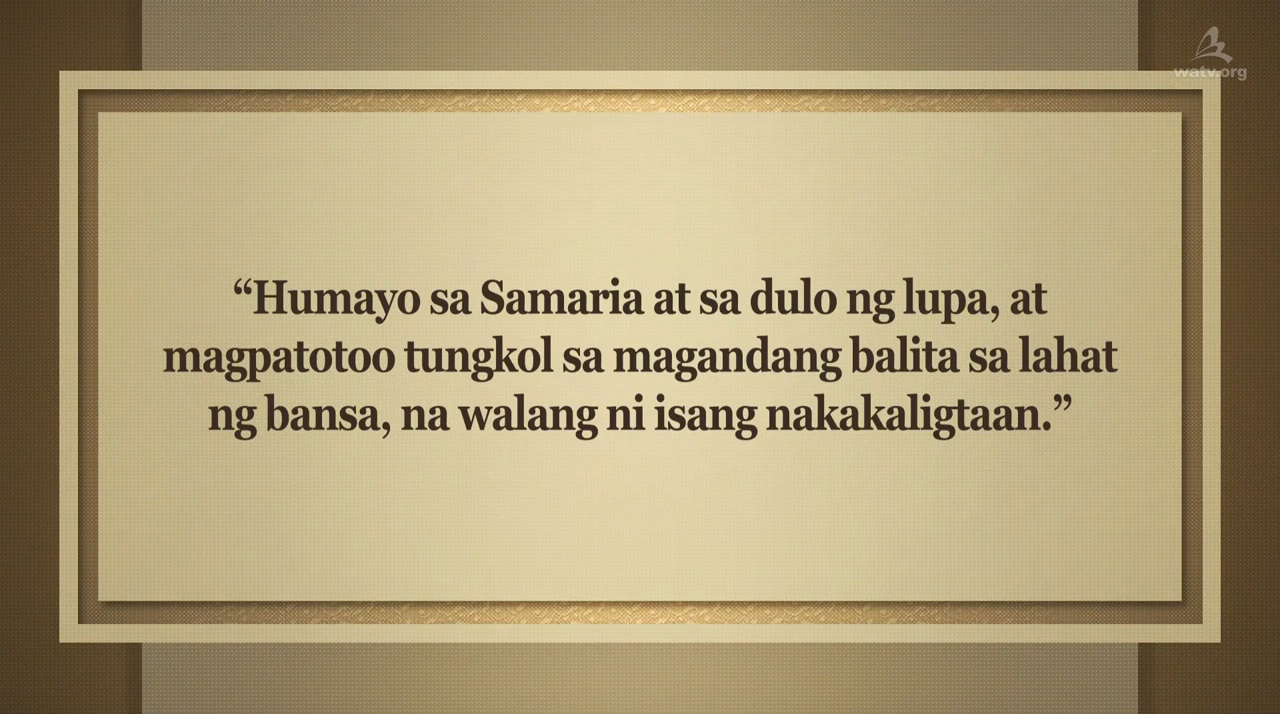 watv.org
“Humayo sa Samaria at sa dulo ng lupa, at
magpatotoo tungkol sa magandang balita sa lahat
ng bansa, na walang ni isang nakakaligtaan.”